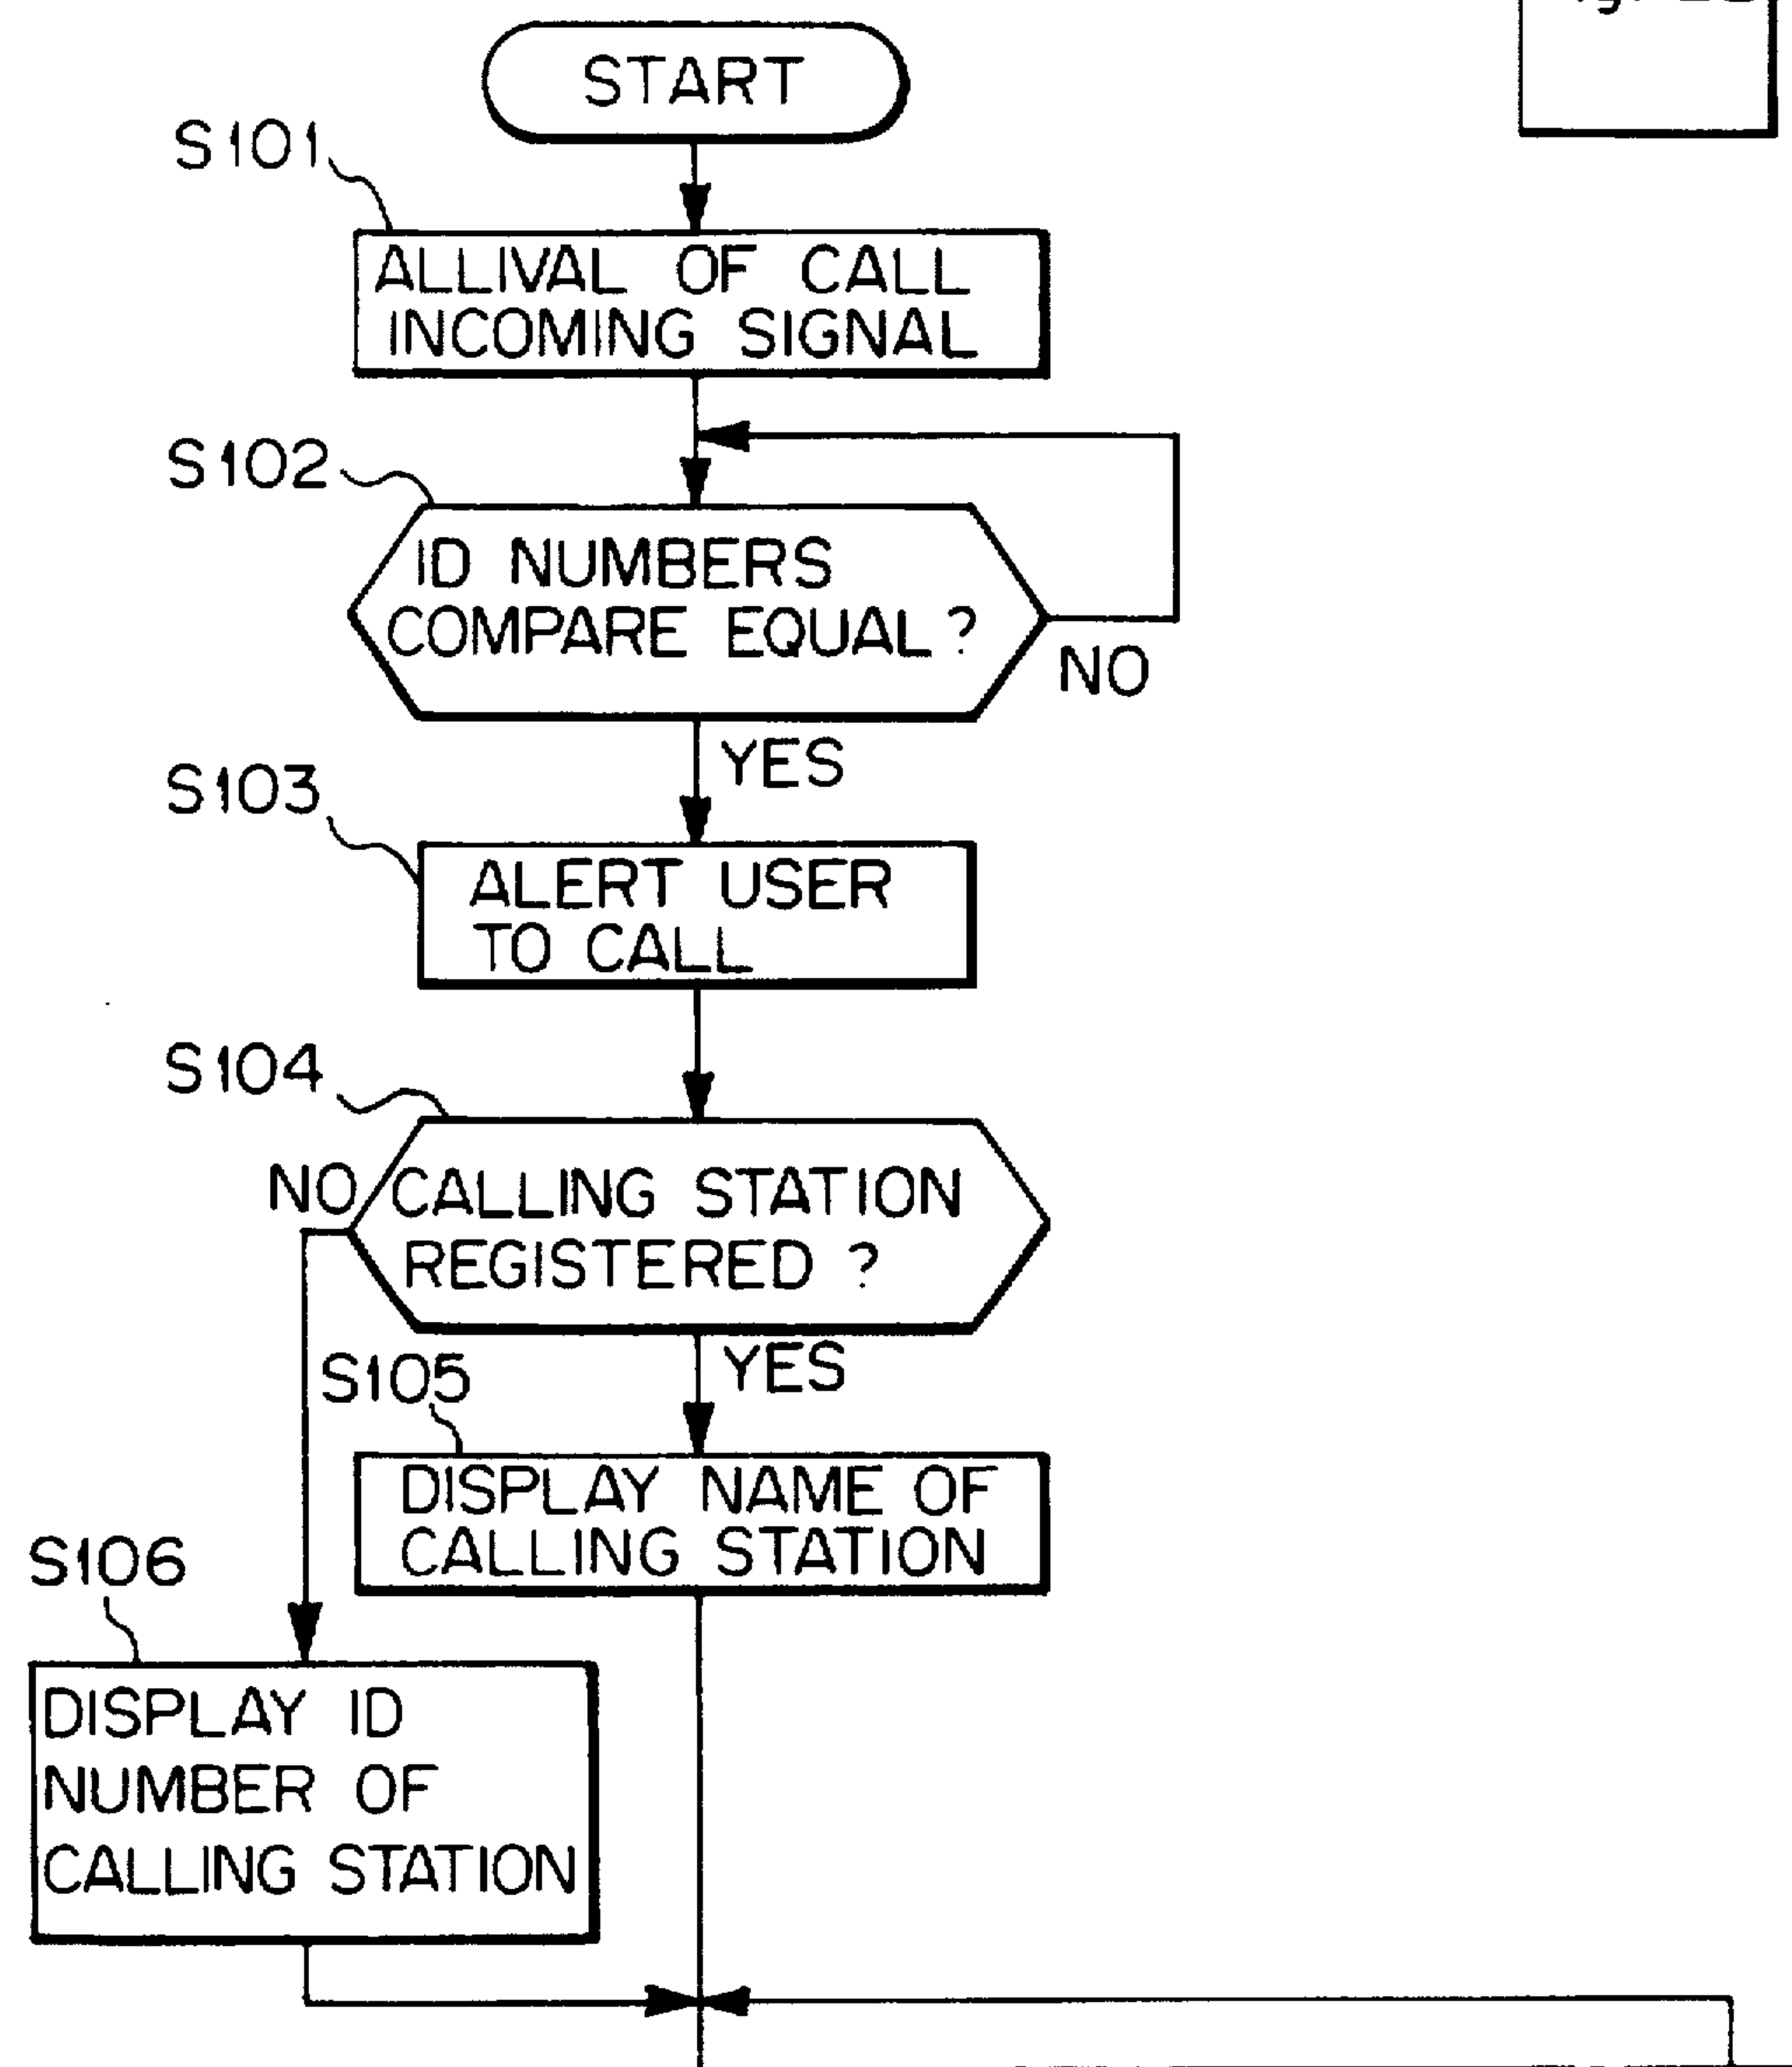 START
S101
ALLIVAL OF CALL
INCOMING SIGNAL
S102
ID NUMBERS
COMPARE EQUAL?
NO
YES
S103
ALERT USER
TO CALL
S104
NO
CALLING STATION
REGISTERED ?
YES
S105
DISPLAY NAME OF
CALLING STATION
S106
DISPLAY ID
NUMBER OF
CALLING STATION